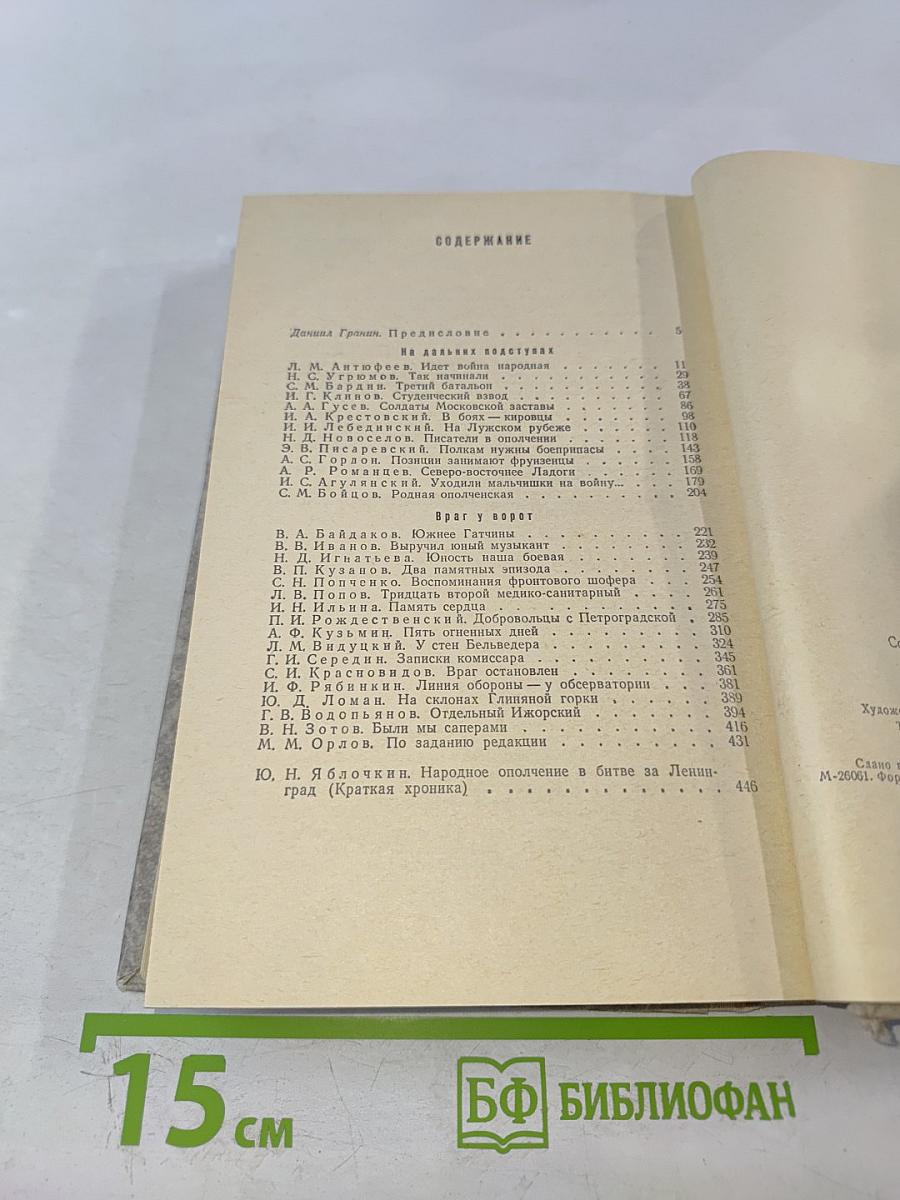 СОДЕРЖАНИЕ
Даниил Гранин. Предисловие . . . . . . . . . . . 5
На дальних подступах
Л. М. Антюфеев. Идет война народная . . . . . . . 11
Н. С. Угрюмов. Так начинали . . . . . . . . . . 29
С. М. Бардин. Третий батальон . . . . . . . . . 38
И. Г. Клинов. Студенческий взвод . . . . . . . . 67
А. А. Гусев. Солдаты Московской заставы . . . . . . 86
И. А. Крестовский. В боях — кировцы . . . . . . 98
И. И. Лебединский. На Лужском рубеже . . . . . . 110
Н. Д. Новоселов. Писатели в ополчении . . . . . . 118
Э. В. Писаревский. Полкам нужны боеприпасы . . . . 143
А. С. Гордон. Позиции занимают фрунзенцы . . . . . 158
А. Р. Романцев. Северо-восточнее Ладоги . . . . . 169
И. С. Агулянский. Уходили мальчишки на войну... . . . 179
С. М. Бойцов. Родная ополченская . . . . . . . . 204
Враг у ворот
В. А. Байдаков. Южнее Гатчины . . . . . . . . . 221
В. В. Иванов. Выручил юный музыкант . . . . . . . 232
Н. Д. Игнатьева. Юность наша боевая . . . . . . . 239
В. П. Кузанов. Два памятных эпизода . . . . . . . 247
С. Н. Попченко. Воспоминания фронтового шофера . . . 254
Л. В. Попов. Тридцать второй медико-санитарный . . . . 261
И. Н. Ильина. Память сердца . . . . . . . . . . 275
П. И. Рождественский. Добровольцы с Петроградской . 285
А. Ф. Кузьмин. Пять огненных дней . . . . . . . . 310
Л. М. Видуцкий. У стен Бельведера . . . . . . . . 324
Г. И. Середин. Записки комиссара . . . . . . . . 345
С. И. Красновидов. Враг остановлен . . . . . . . 361
И. Ф. Рябинкин. Линия обороны — у обсерватории . . . 381
Ю. Д. Ломан. На склонах Глиняной горки . . . . . 389
Г. В. Водопьянов. Отдельный Ижорский . . . . . . 394
В. Н. Зотов. Были мы саперами . . . . . . . . . 416
М. М. Орлов. По заданию редакции . . . . . . . . 431
Ю. Н. Яблочкин. Народное ополчение в битве за Ленин-
град (Краткая хроника) . . . . . . . . . . . . 446
Со
Худож
Т
Сдано в
М-26061. Фор
15 см
БФ БИБЛИОФАН